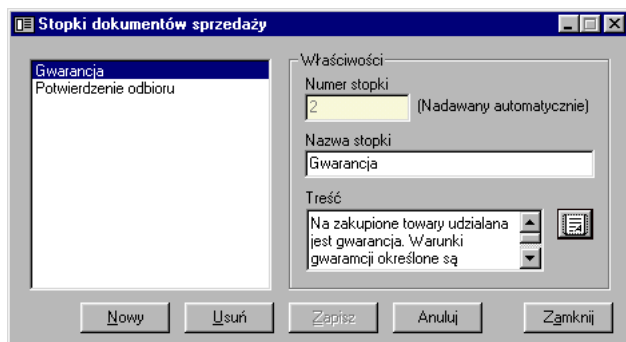 Stopki dokumentów sprzedaży
Gwarancja
Potwierdzenie odbioru
Właściwości
Numer stopki
2 (Nadawany automatycznie)
Nazwa stopki
Gwarancja
Treść
Na zakupione towary udzialana
jest gwarancja. Warunki
gwaramcji określone są
Nowy Usuń Zapisz Anuluj Zamknij